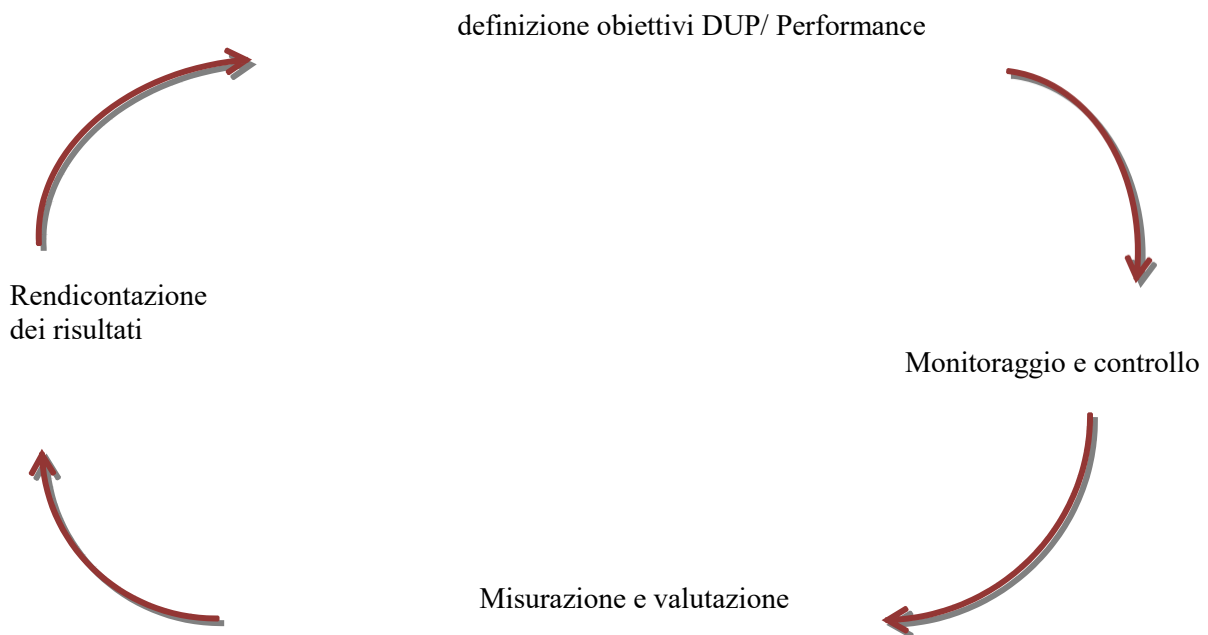 definizione obiettivi DUP/ Performance
Rendicontazione
dei risultati
Monitoraggio e controllo
Misurazione e valutazione